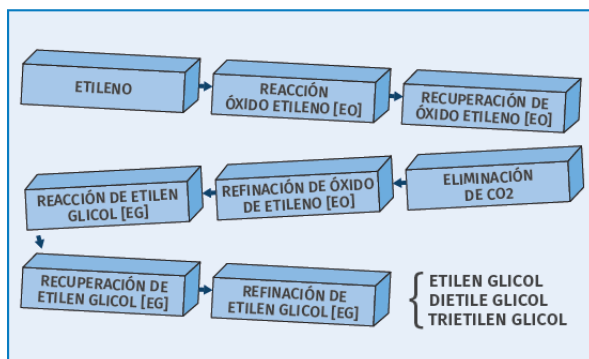 ETILENO
REACCIÓN
ÓXIDO ETILENO [EO]
RECUPERACIÓN DE
ÓXIDO ETILENO [EO]
REACCIÓN DE ETILEN
GLICOL [EG]
REFINACIÓN DE ÓXIDO
DE ETILENO [EO]
ELIMINACIÓN
DE CO2
RECUPERACIÓN DE
ETILEN GLICOL [EG]
REFINACIÓN DE
ETILEN GLICOL [EG]
ETILEN GLICOL
DIETILE GLICOL
TRIETILEN GLICOL